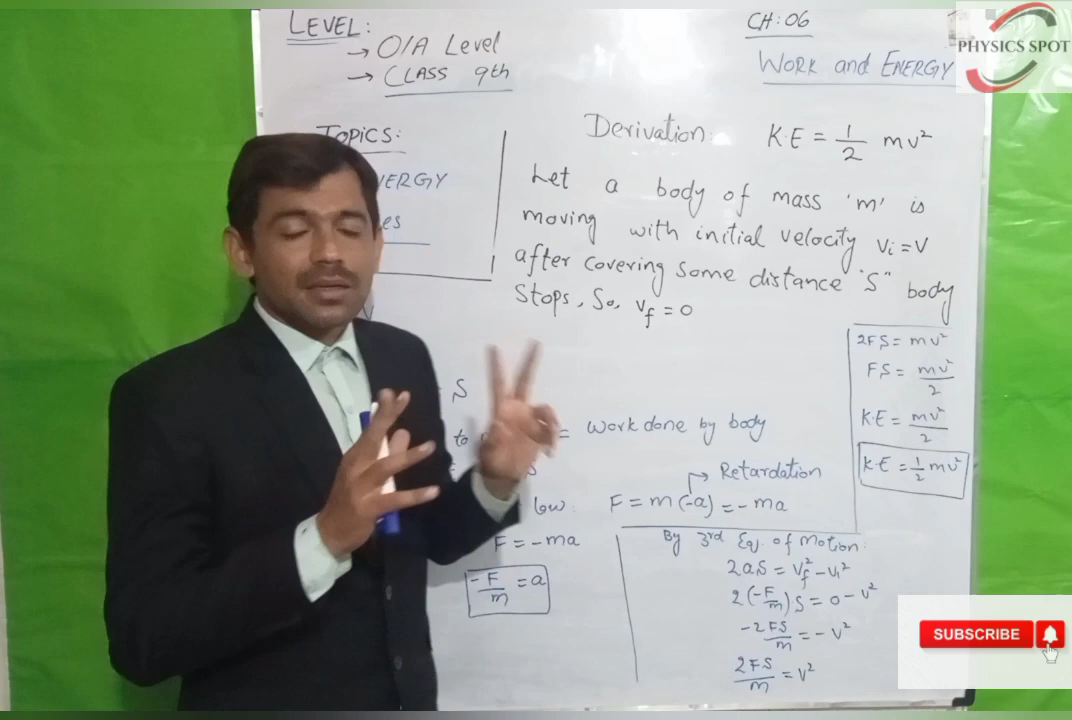 LEVEL:
→ O/A Level
→ CLASS 9th
CH:06
WORK and ENERGY
PHYSICS SPOT
TOPICS:
Derivation: K.E = 1/2 mv²
Let a body of mass 'm' is
moving with initial velocity vi=v
after covering some distance "S" body
Stops, So, vf = 0
S
to
= work done by body
→ Retardation
law: F = m(-a) = -ma
F = -ma
-F/m = a
By 3rd Eq. of Motion:
2aS = vf² - vi²
2(-F/m)S = 0 - v²
-2FS/m = - v²
2FS/m = v²
2FS = mv²
FS = mv²/2
K.E = mv²/2
K.E = 1/2 mv²
SUBSCRIBE